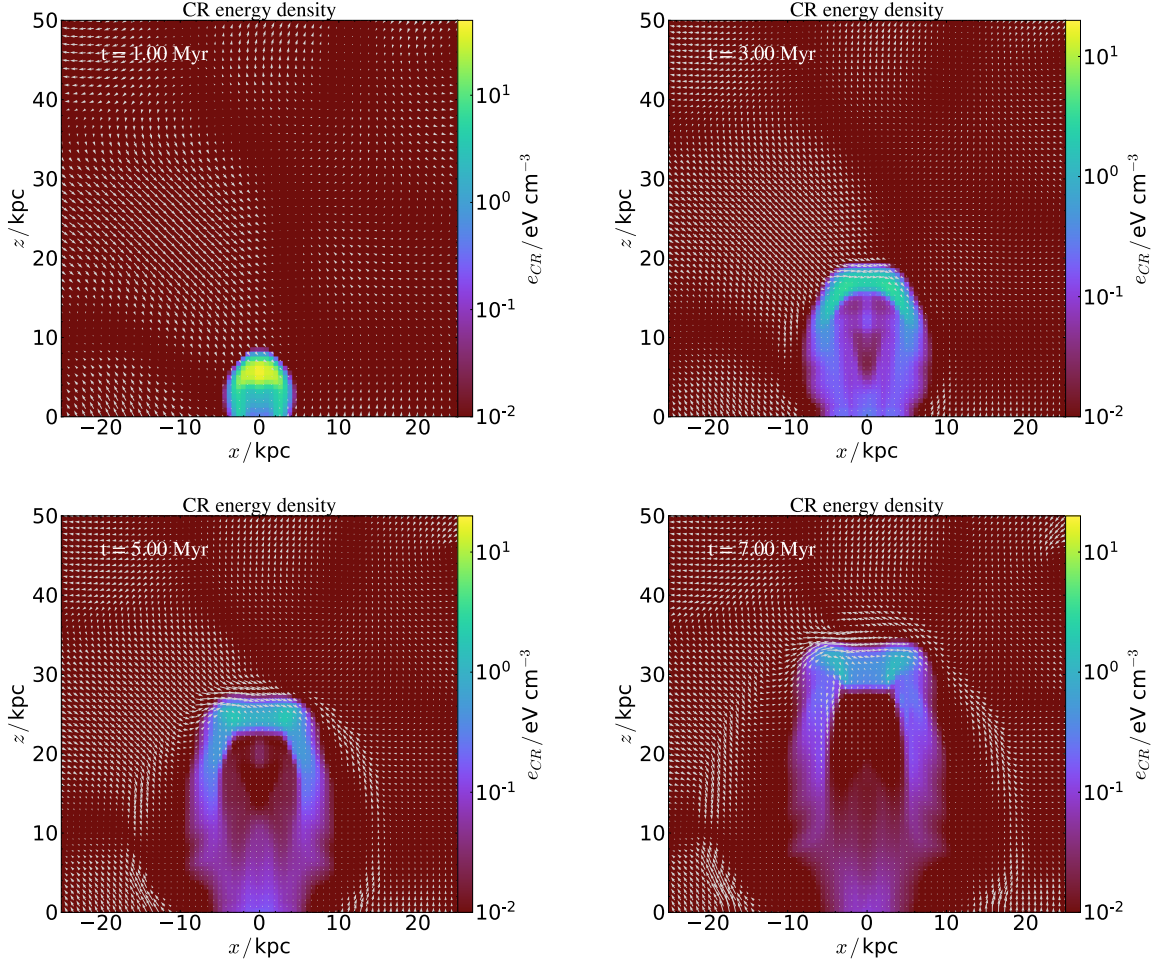 CR energy density
t = 1.00 Myr
50
40
30
20
10
0
z / kpc
−20 −10 0 10 20
x / kpc
10^1
10^0
10^−1
10^−2
e_CR / eV cm^−3
CR energy density
t = 3.00 Myr
50
40
30
20
10
0
z / kpc
−20 −10 0 10 20
x / kpc
10^1
10^0
10^−1
10^−2
e_CR / eV cm^−3
CR energy density
t = 5.00 Myr
50
40
30
20
10
0
z / kpc
−20 −10 0 10 20
x / kpc
10^1
10^0
10^−1
10^−2
e_CR / eV cm^−3
CR energy density
t = 7.00 Myr
50
40
30
20
10
0
z / kpc
−20 −10 0 10 20
x / kpc
10^1
10^0
10^−1
10^−2
e_CR / eV cm^−3